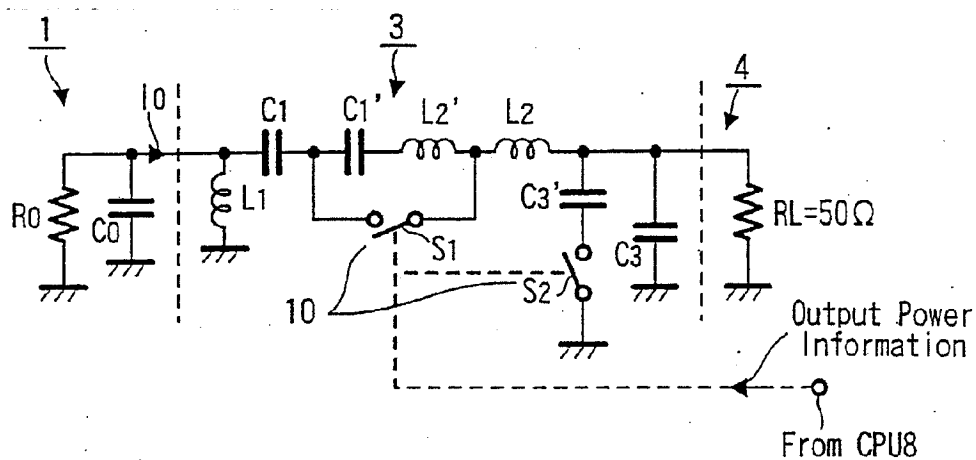 1
3
4
I0
C1
C1'
L2'
L2
R0
C0
L1
S1
C3'
C3
RL=50Ω
S2
10
Output Power
Information
From CPU8